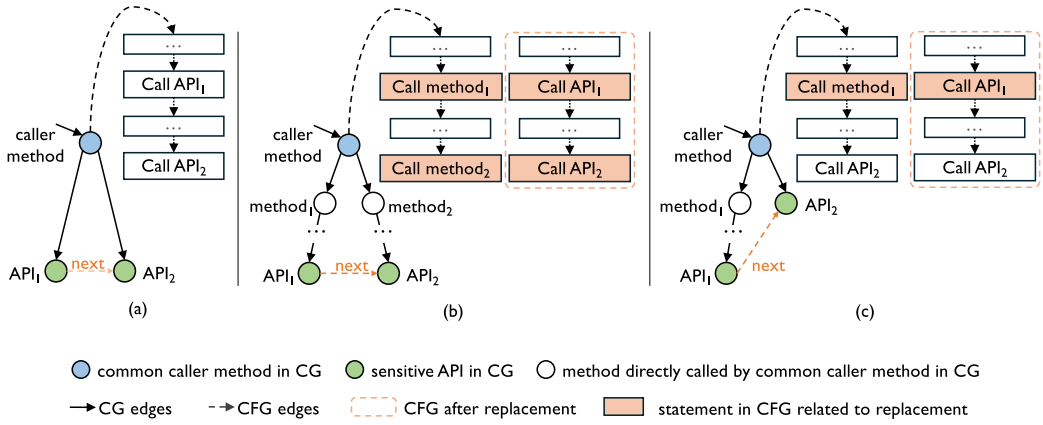 ...
Call API₁
...
Call API₂
caller
method
API₁
next
API₂
(a)
...
Call method₁
...
Call method₂
...
Call API₁
...
Call API₂
caller
method
method₁
method₂
...
...
API₁
next
API₂
(b)
...
Call method₁
...
Call API₂
...
Call API₁
...
Call API₂
caller
method
method₁
API₂
...
API₁
next
(c)
common caller method in CG
sensitive API in CG
method directly called by common caller method in CG
CG edges
CFG edges
CFG after replacement
statement in CFG related to replacement